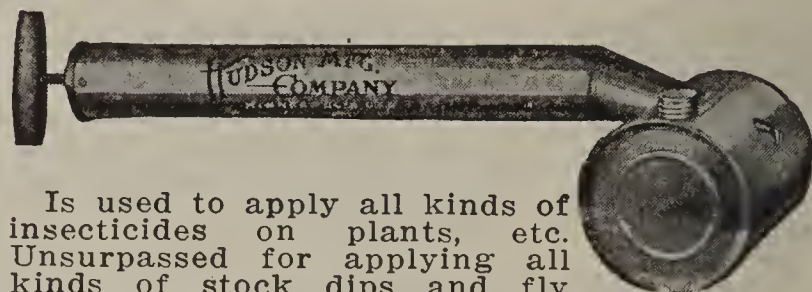 HUDSON MFG.
COMPANY
Is used to apply all kinds of
insecticides on plants, etc.
Unsurpassed for applying all
kinds of stock dips and fly